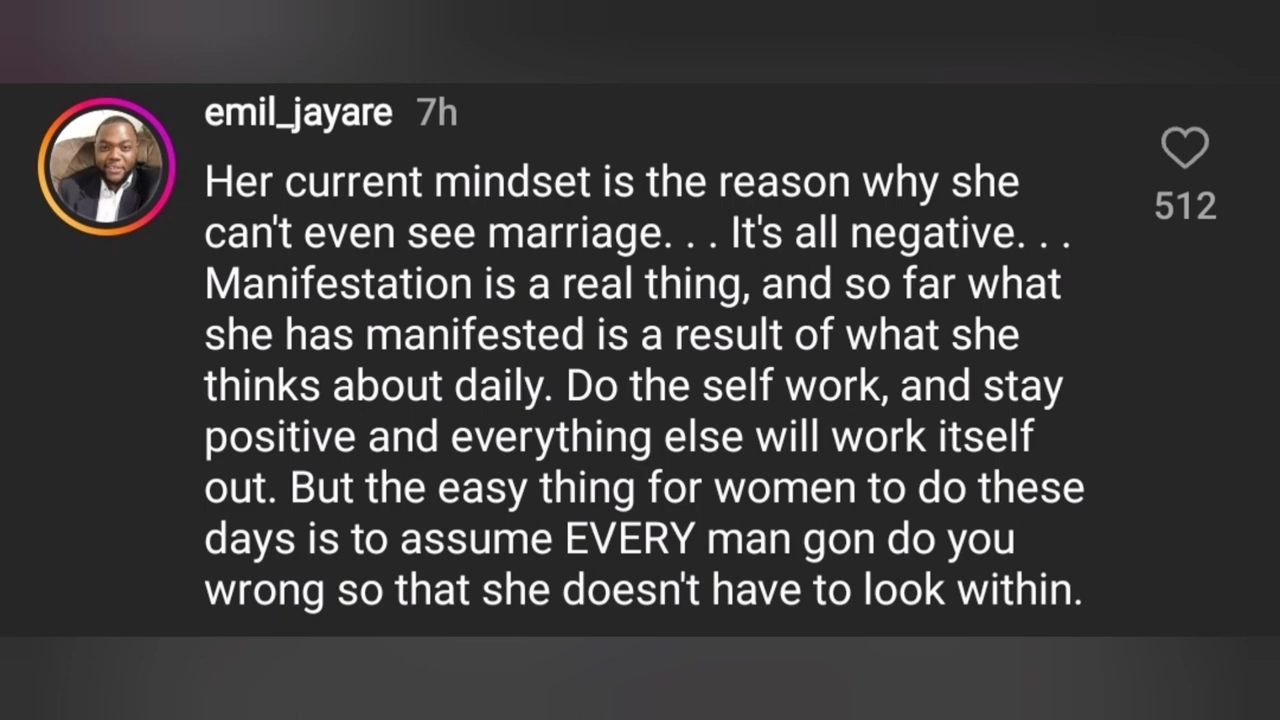 emil_jayare 7h
Her current mindset is the reason why she
can't even see marriage. . . It's all negative. . .
Manifestation is a real thing, and so far what
she has manifested is a result of what she
thinks about daily. Do the self work, and stay
positive and everything else will work itself
out. But the easy thing for women to do these
days is to assume EVERY man gon do you
wrong so that she doesn't have to look within.
512